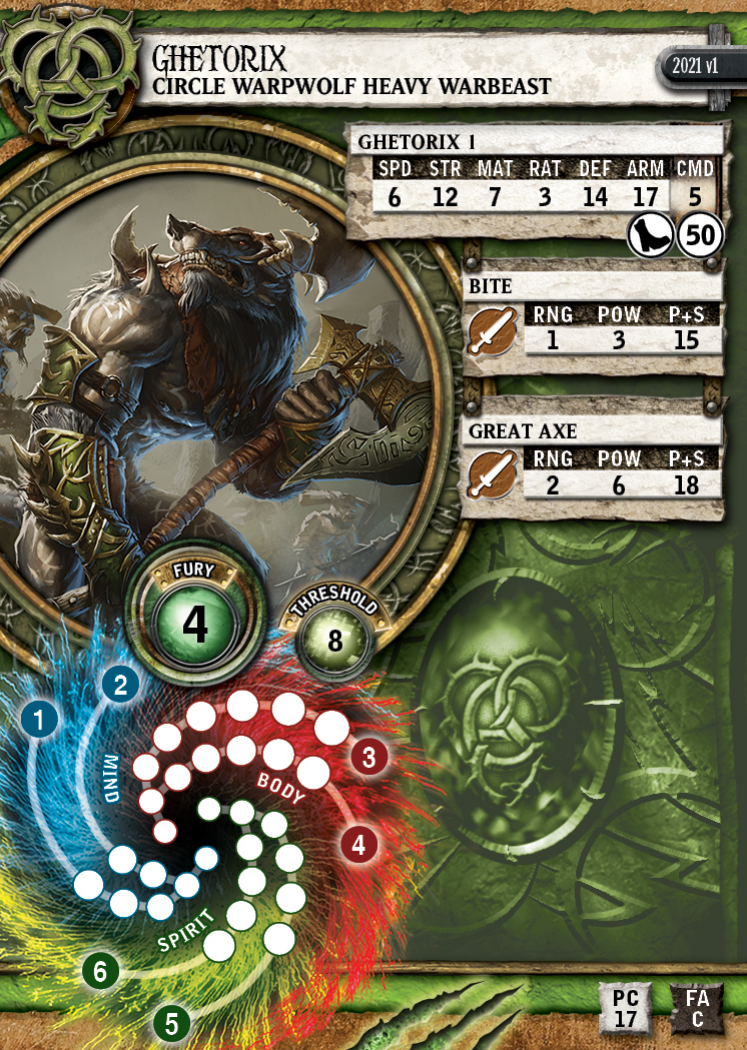 GHETORIX
CIRCLE WARPWOLF HEAVY WARBEAST
2021 v1
GHETORIX 1
SPD STR MAT RAT DEF ARM CMD
6 12 7 3 14 17 5
50
BITE
RNG POW P+S
1 3 15
GREAT AXE
RNG POW P+S
2 6 18
FURY
4
THRESHOLD
8
1
2
3
4
5
6
MIND
BODY
SPIRIT
PC
17
FA
C